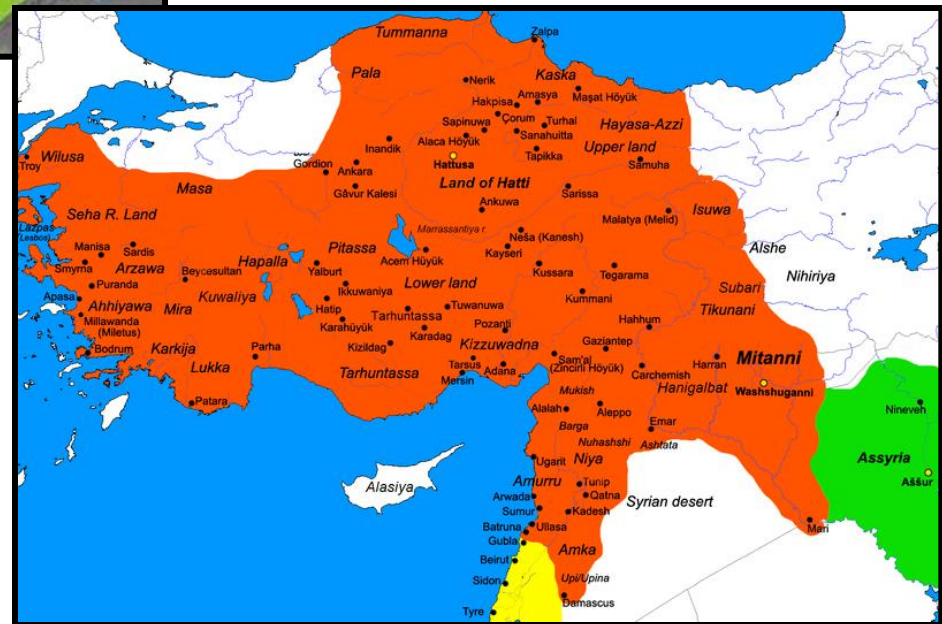 Tummanna
Zalpa
Pala
Kaska
Nerik
Hakpisa
Amasya
Maşat Höyük
Sapinuwa
Çorum
Turhal
Hayasa-Azzi
Alaca Höyük
Sanahuitta
Inandik
Upper land
Wilusa
Troy
Gordion
Ankara
Hattusa
Tapikka
Samuha
Masa
Gâvur Kalesi
Land of Hatti
Sarissa
Ankuwa
Isuwa
Seha R. Land
Malatya (Melid)
Lazpas
(Lesbos)
Marrassantiya r.
Neša (Kanesh)
Manisa
Sardis
Pitassa
Acem Hüyük
Kayseri
Alshe
Smyrna
Arzawa
Hapalla
Yalburt
Kussara
Tegarama
Nihiriya
Beycesultan
Puranda
Ikkuwaniya
Lower land
Subari
Apasa
Kuwaliya
Kummani
Tikunani
Ahhiyawa
Mira
Hatip
Tarhuntassa
Tuwanuwa
Millawanda
(Miletus)
Karahüyük
Karadag
Pozanti
Hahhum
Bodrum
Karkija
Parha
Kizildag
Kizzuwadna
Gaziantep
Mitanni
Lukka
Tarhuntassa
Tarsus
Adana
Sam'al
(Zincirli Höyük)
Harran
Mersin
Carchemish
Hanigalbat
Washshuganni
Patara
Mukish
Alalah
Aleppo
Nineveh
Barga
Emar
Nuhashshi
Ashtata
Ugarit
Niya
Assyria
Alasiya
Amurru
Tunip
Aššur
Arwada
Qatna
Syrian desert
Sumur
Kadesh
Batruna
Ullasa
Mari
Gubla
Amka
Beirut
Sidon
Upi/Upina
Damascus
Tyre